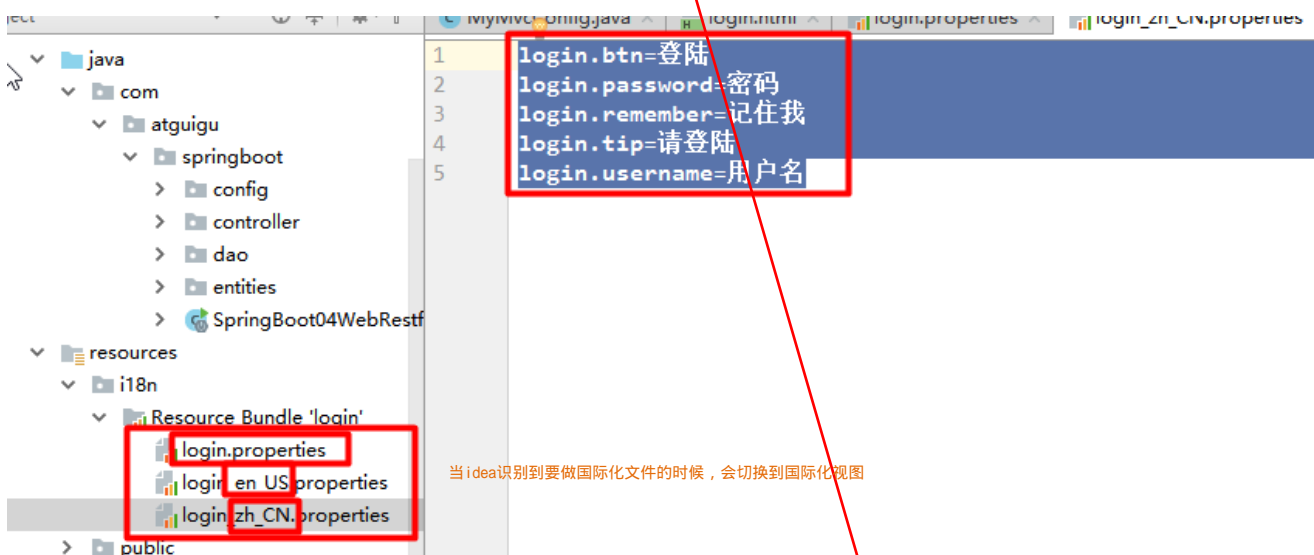 ject
MyMvcConfig.java
login.html
login.properties
login_zh_CN.properties
java
com
atguigu
springboot
config
controller
dao
entities
SpringBoot04WebRestf
resources
i18n
Resource Bundle 'login'
login.properties
login_en_US.properties
login_zh_CN.properties
public
1 login.btn=登陆
2 login.password=密码
3 login.remember=记住我
4 login.tip=请登陆
5 login.username=用户名
当idea识别到要做国际化文件的时候，会切换到国际化视图